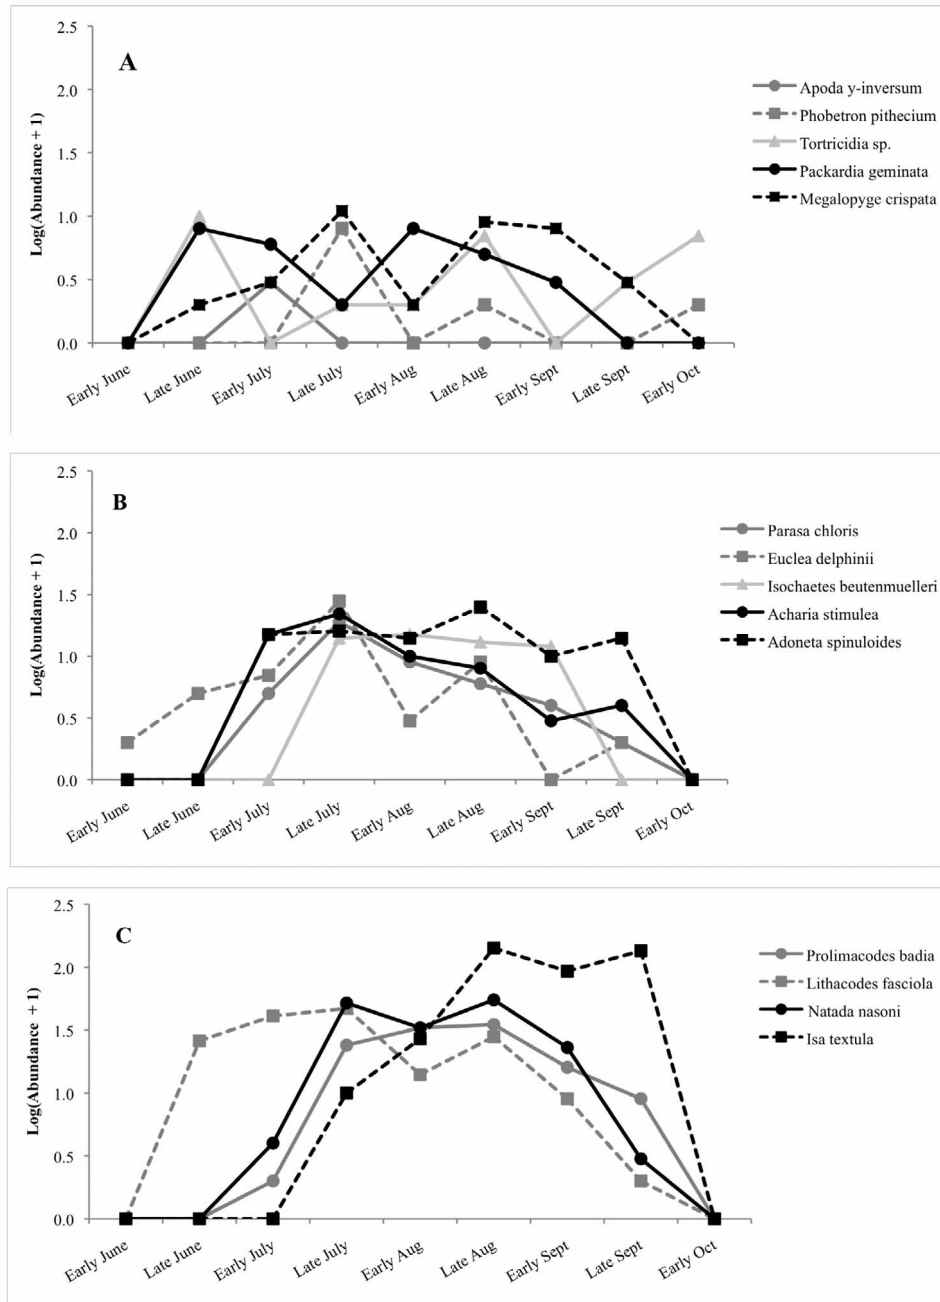 A
Log(Abundance + 1)
2.5
2.0
1.5
1.0
0.5
0.0
Early June
Late June
Early July
Late July
Early Aug
Late Aug
Early Sept
Late Sept
Early Oct
Apoda y-inversum
Phobetron pithecium
Tortricidia sp.
Packardia geminata
Megalopyge crispata
B
Log(Abundance + 1)
2.5
2.0
1.5
1.0
0.5
0.0
Early June
Late June
Early July
Late July
Early Aug
Late Aug
Early Sept
Late Sept
Early Oct
Parasa chloris
Euclea delphinii
Isochaetes beutenmuelleri
Acharia stimulea
Adoneta spinuloides
C
Log(Abundance + 1)
2.5
2.0
1.5
1.0
0.5
0.0
Early June
Late June
Early July
Late July
Early Aug
Late Aug
Early Sept
Late Sept
Early Oct
Prolimacodes badia
Lithacodes fasciola
Natada nasoni
Isa textula